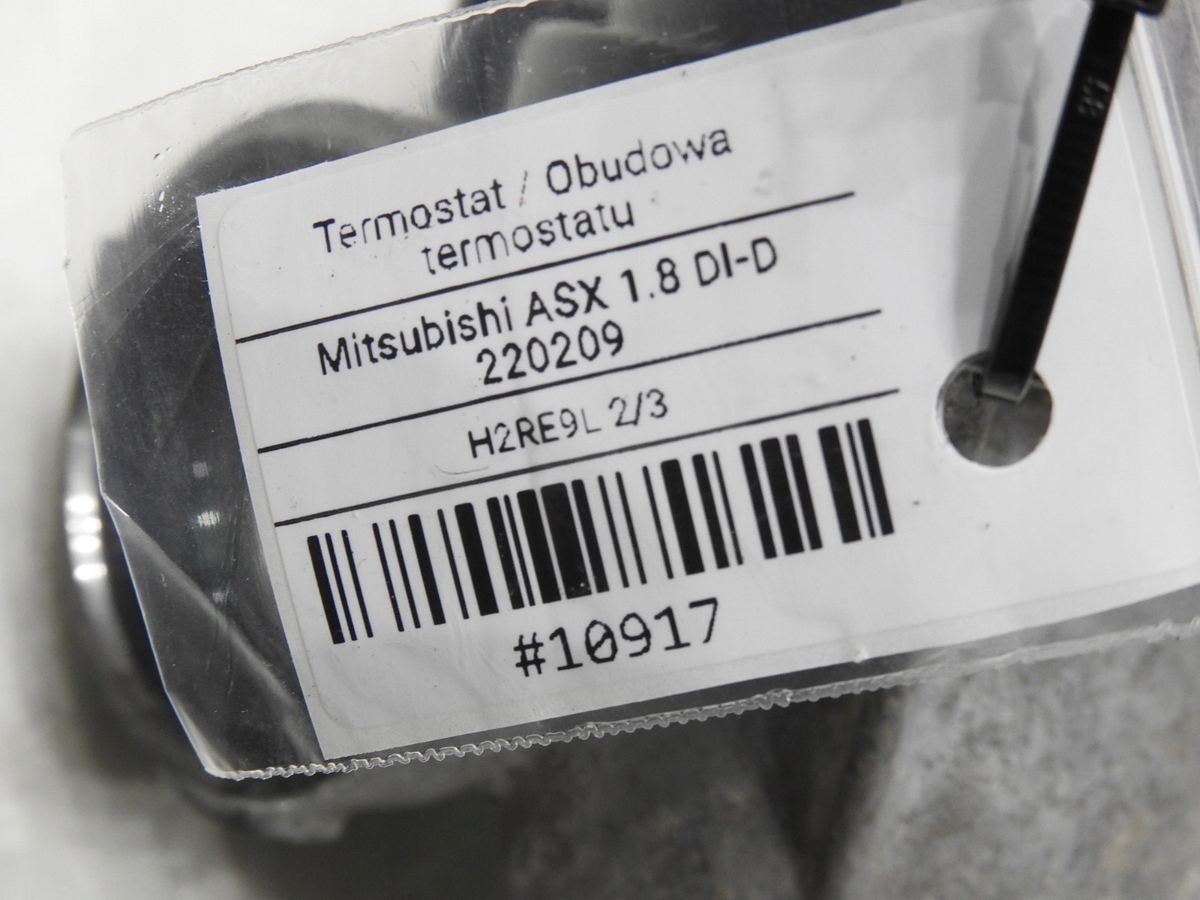 Termostat / Obudowa
termostatu
Mitsubishi ASX 1.8 DI-D
220209
H2RE9L 2/3
#10917